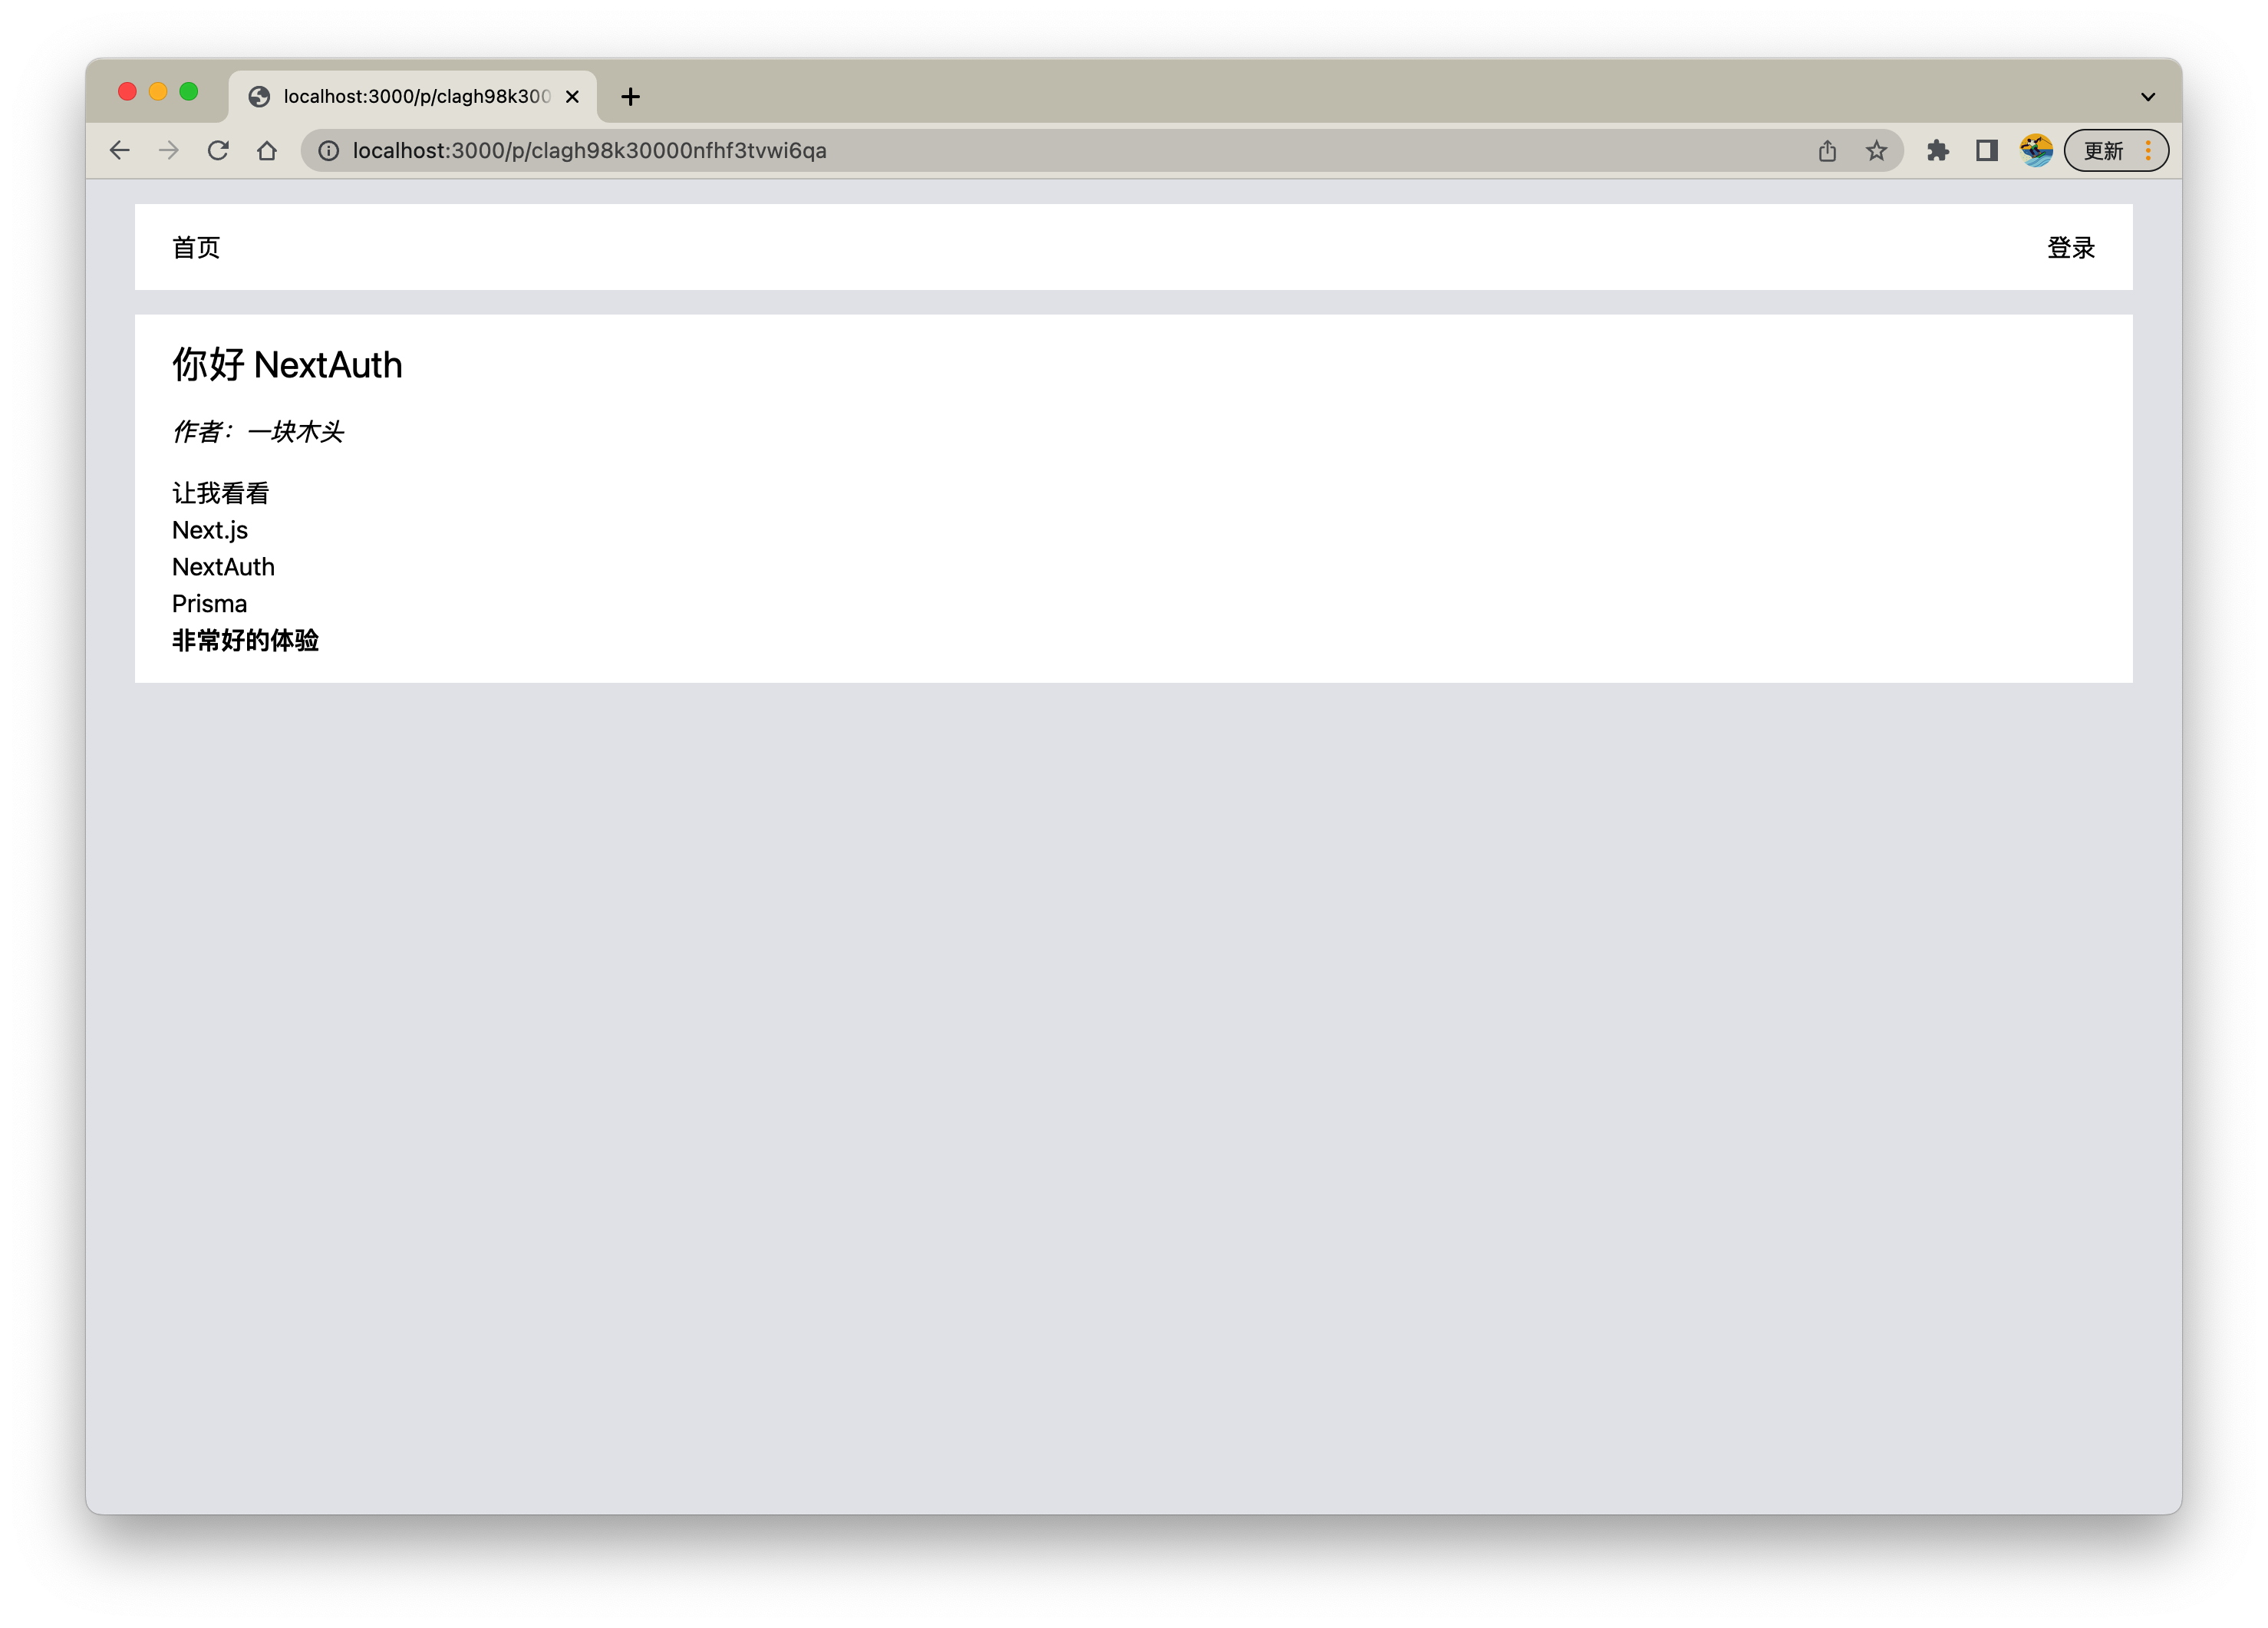 localhost:3000/p/clagh98k300
localhost:3000/p/clagh98k30000nfhf3tvwi6qa
更新
首页
登录
你好 NextAuth
作者：一块木头
让我看看
Next.js
NextAuth
Prisma
非常好的体验